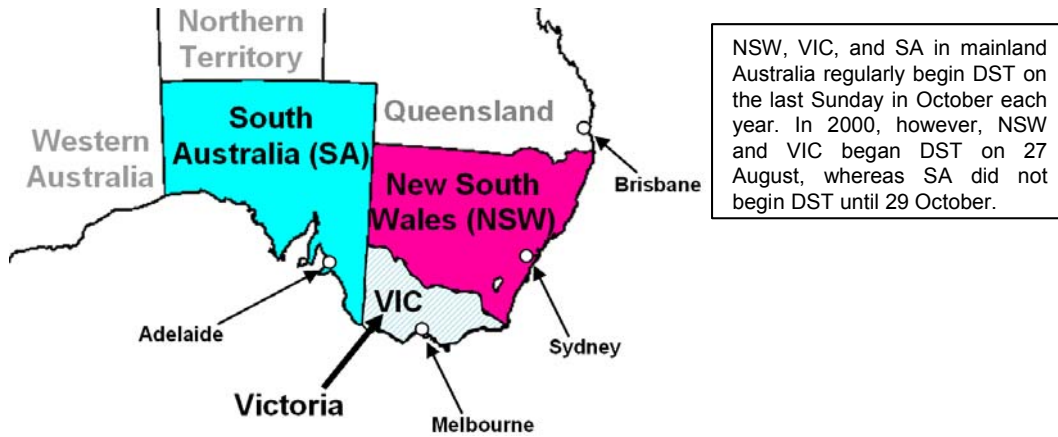 Northern
Territory
South
Australia (SA)
Queensland
Western
Australia
New South
Wales (NSW)
Brisbane
VIC
Adelaide
Sydney
Victoria
Melbourne
NSW, VIC, and SA in mainland
Australia regularly begin DST on
the last Sunday in October each
year. In 2000, however, NSW
and VIC began DST on 27
August, whereas SA did not
begin DST until 29 October.